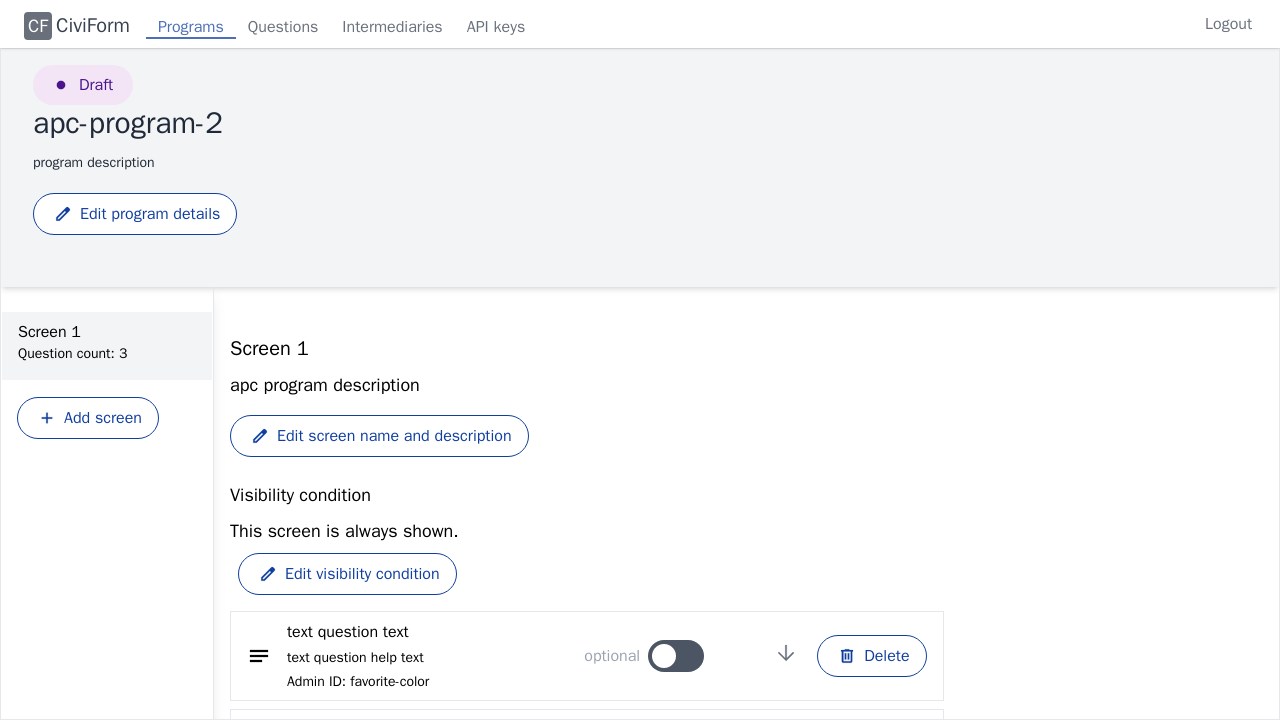 CF CiviForm Programs Questions Intermediaries API keys Logout
Draft
apc-program-2
program description
Edit program details
Screen 1
Question count: 3
Add screen
Screen 1
apc program description
Edit screen name and description
Visibility condition
This screen is always shown.
Edit visibility condition
text question text
text question help text
Admin ID: favorite-color
optional
Delete